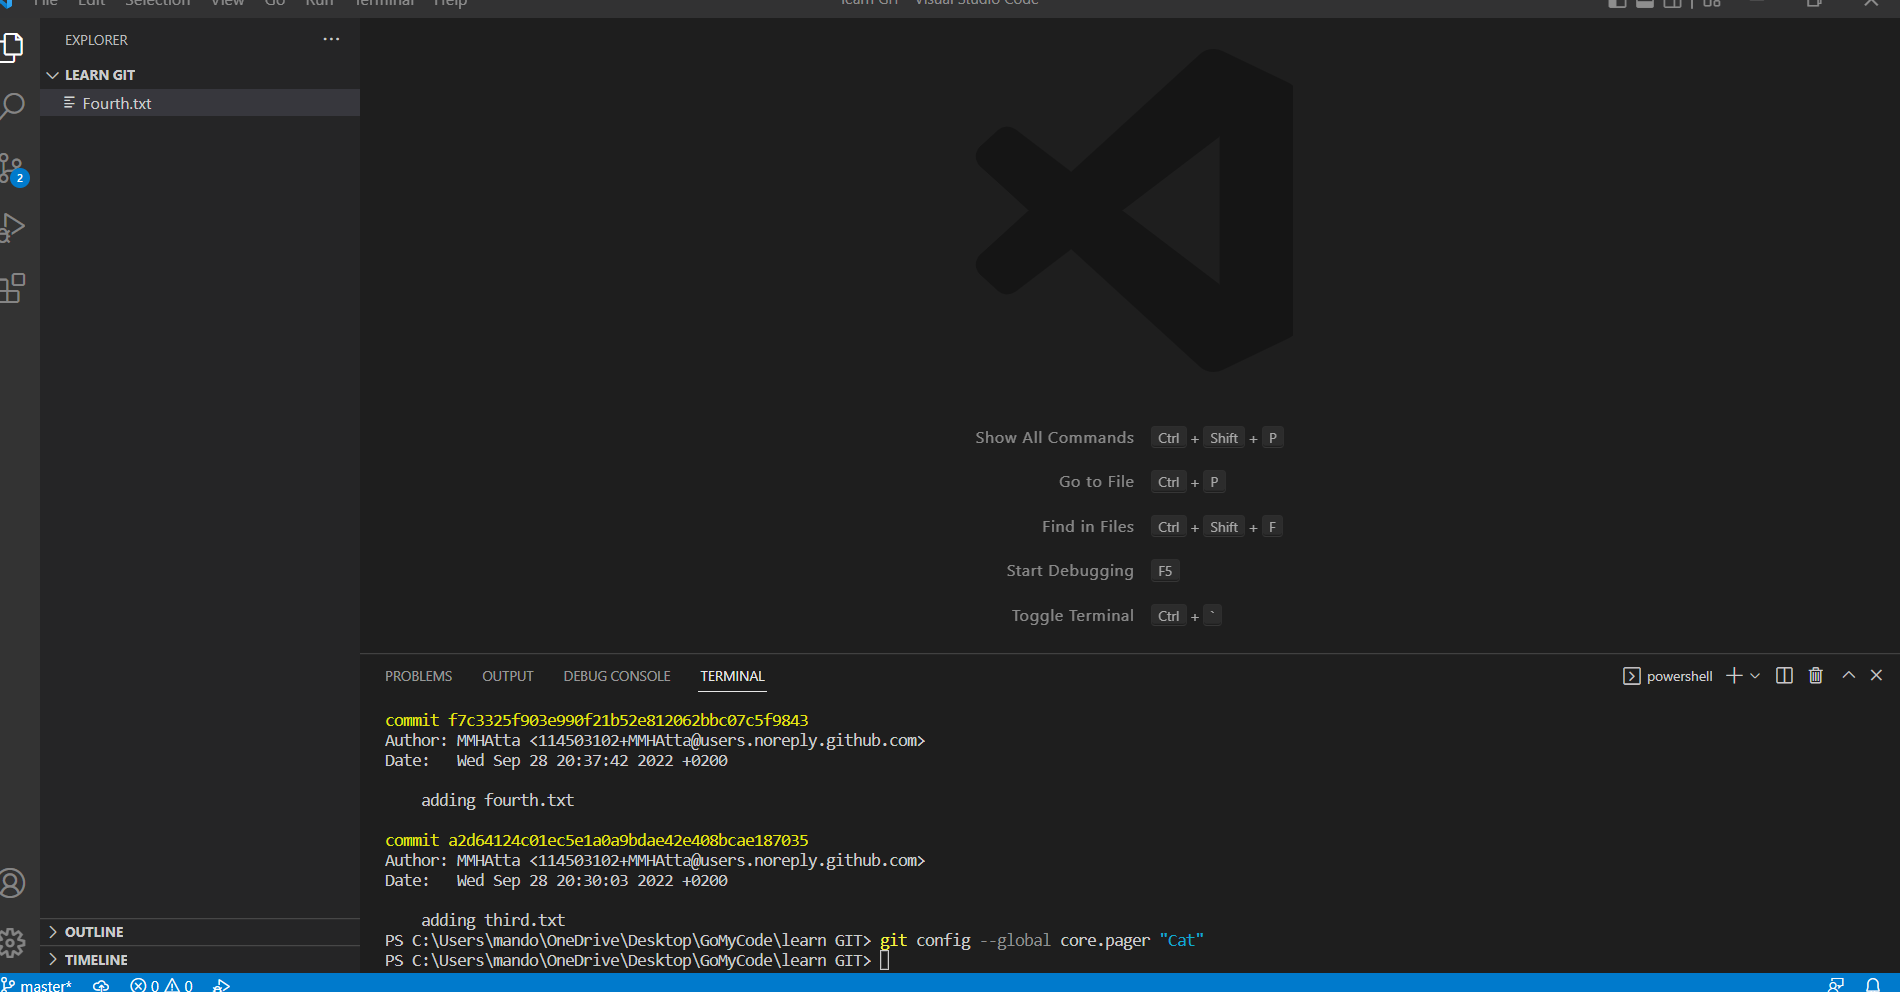 File Edit Selection View Go Run Terminal Help
learn GIT - Visual Studio Code
EXPLORER ...
LEARN GIT
Fourth.txt
2
Show All Commands Ctrl + Shift + P
Go to File Ctrl + P
Find in Files Ctrl + Shift + F
Start Debugging F5
Toggle Terminal Ctrl + `
PROBLEMS OUTPUT DEBUG CONSOLE TERMINAL
powershell
commit f7c3325f903e990f21b52e812062bbc07c5f9843
Author: MMHAtta <114503102+MMHAtta@users.noreply.github.com>
Date:   Wed Sep 28 20:37:42 2022 +0200
adding fourth.txt
commit a2d64124c01ec5e1a0a9bdae42e408bcae187035
Author: MMHAtta <114503102+MMHAtta@users.noreply.github.com>
Date:   Wed Sep 28 20:30:03 2022 +0200
adding third.txt
PS C:\Users\mando\OneDrive\Desktop\GoMyCode\learn GIT> git config --global core.pager "Cat"
PS C:\Users\mando\OneDrive\Desktop\GoMyCode\learn GIT>
OUTLINE
TIMELINE
master* 0 0